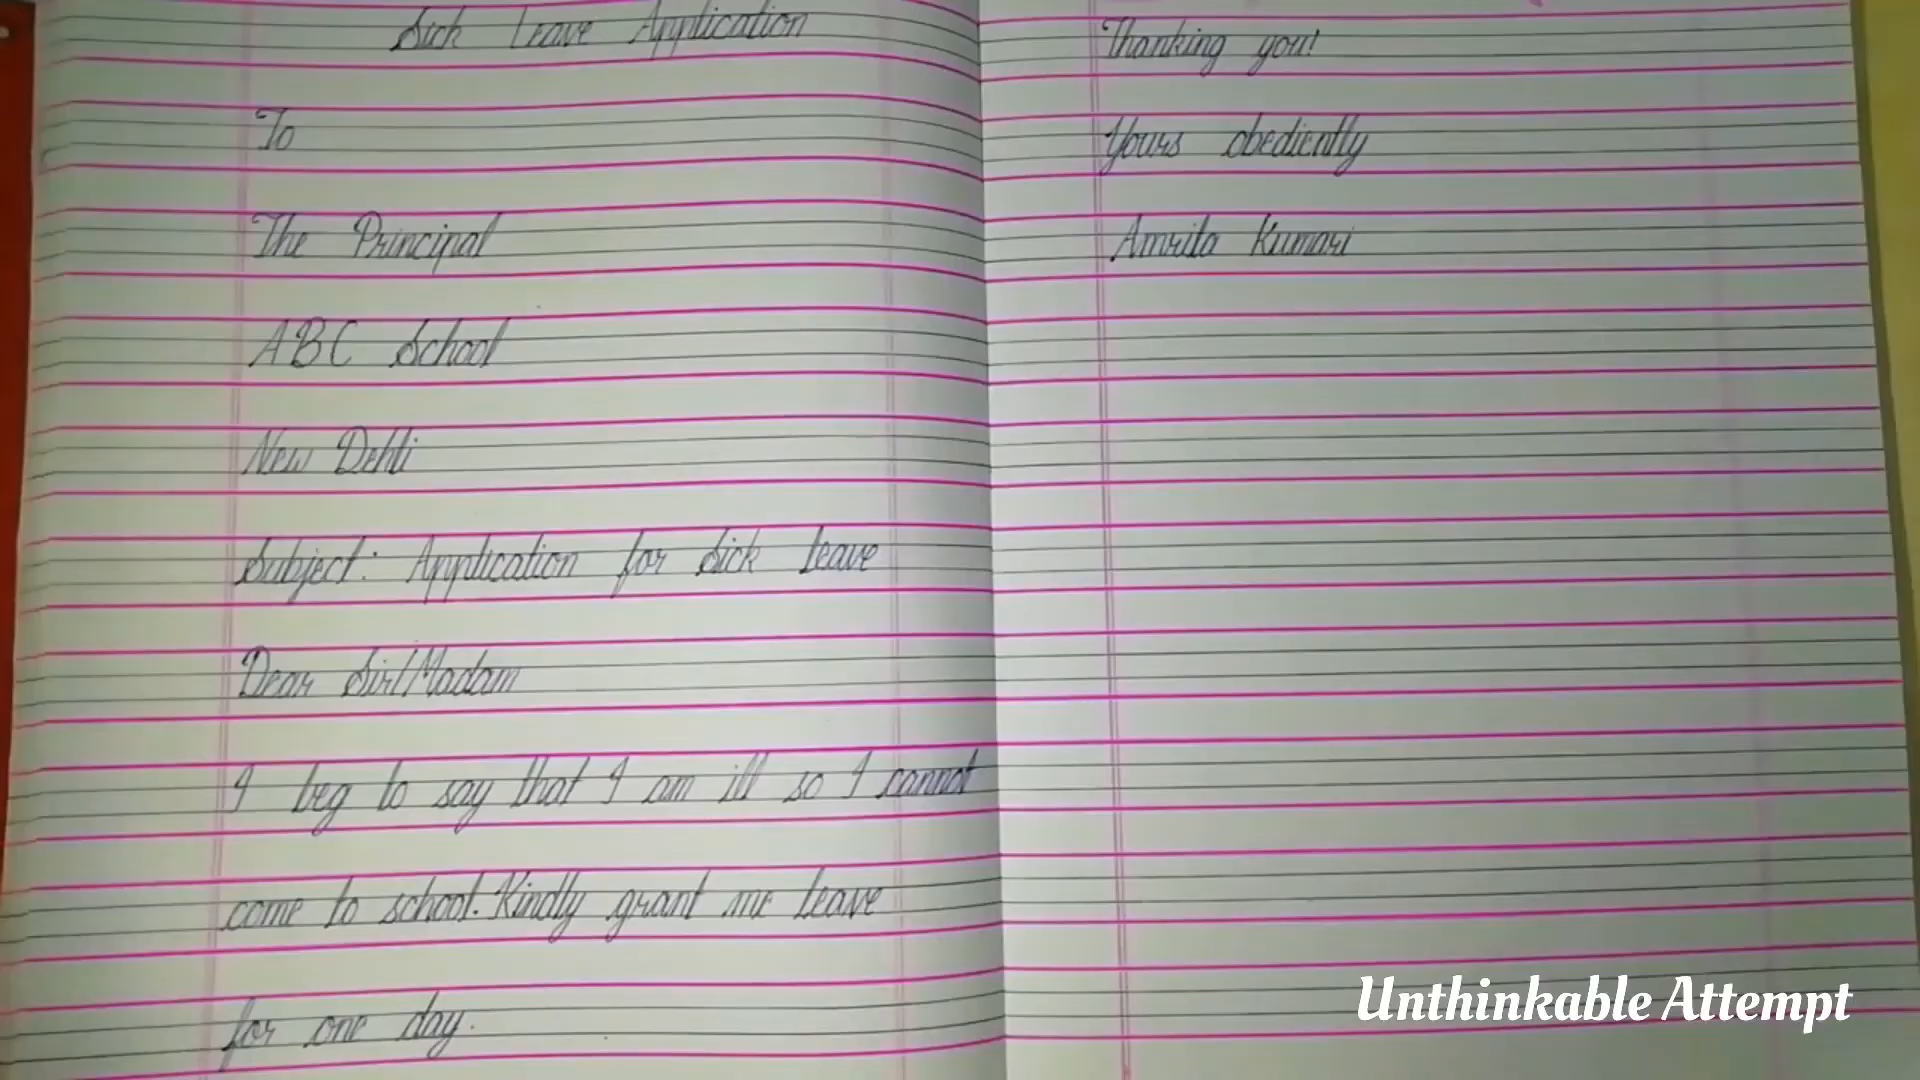 Sick Leave Application
To
The Principal
ABC School
New Dehli
Subject: Application for Sick leave
Dear Sir/Madam
I beg to say that I am ill so I cannot
come to school. Kindly grant me leave
for one day.
Thanking you!
Yours obediently
Amrita Kumari
Unthinkable Attempt